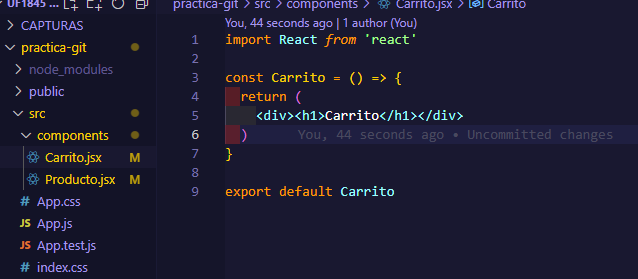 UF1845 ...
CAPTURAS
practica-git
node_modules
public
src
components
Carrito.jsx M
Producto.jsx M
App.css
JS App.js
JS App.test.js
index.css
practica-git > src > components > Carrito.jsx > Carrito
You, 44 seconds ago | 1 author (You)
1 import React from 'react'
2
3 const Carrito = () => {
4 return (
5 <div><h1>Carrito</h1></div>
6 ) You, 44 seconds ago • Uncommitted changes
7 }
8
9 export default Carrito